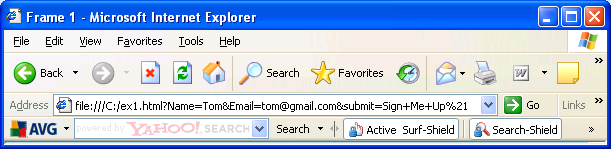 Frame 1 - Microsoft Internet Explorer
File Edit View Favorites Tools Help
Back Search Favorites W
Address file:///C:/ex1.html?Name=Tom&Email=tom@gmail.com&submit=Sign+Me+Up%21 Go Links »
AVG powered by YAHOO! SEARCH Search Active Surf-Shield Search-Shield